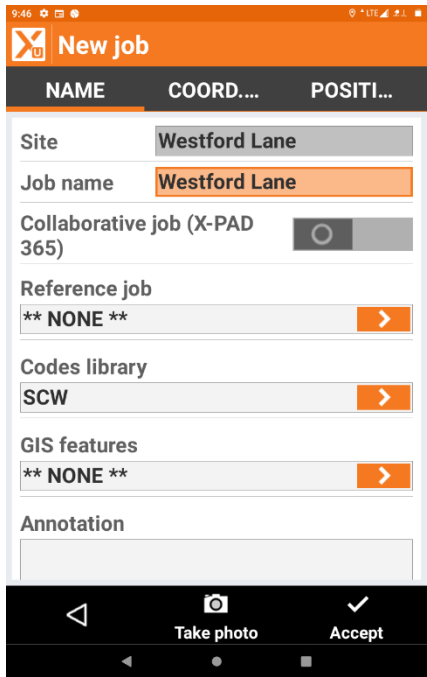 9:46 LTE
XU New job
NAME COORD.... POSITI...
Site Westford Lane
Job name Westford Lane
Collaborative job (X-PAD
365)
Reference job
** NONE **
Codes library
SCW
GIS features
** NONE **
Annotation
Take photo Accept